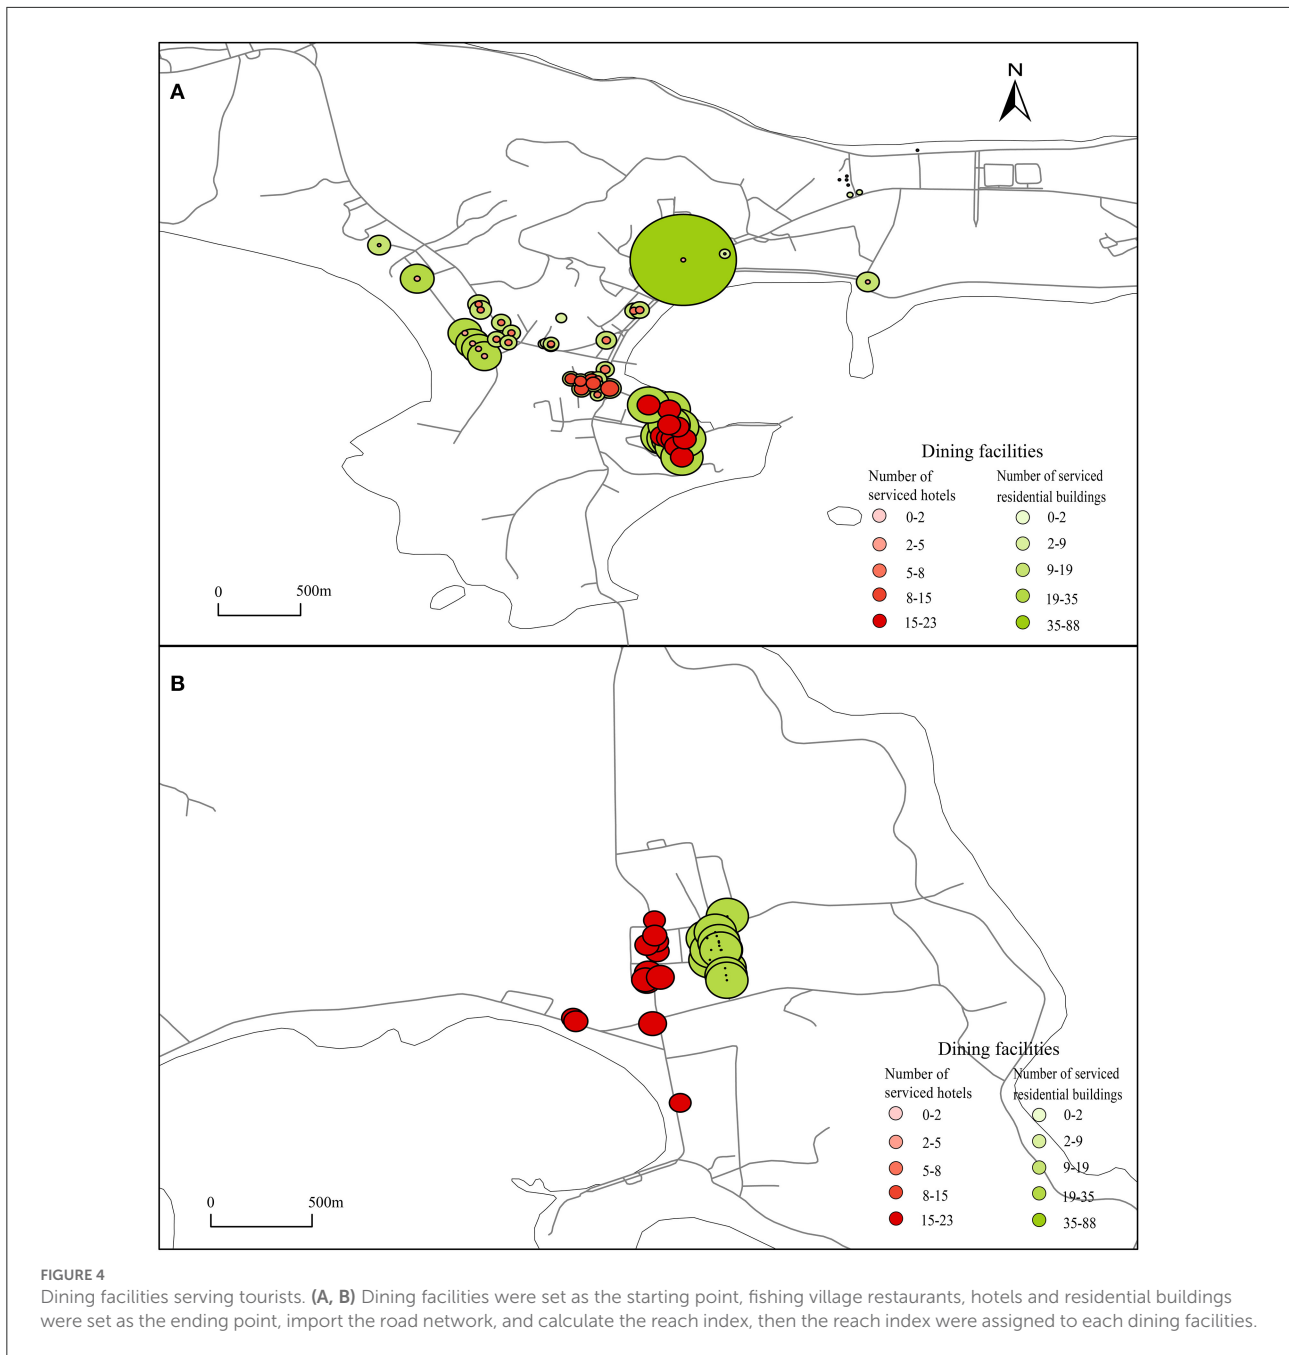 A
N
Dining facilities
Number of
serviced hotels
0-2
2-5
5-8
8-15
15-23
Number of serviced
residential buildings
0-2
2-9
9-19
19-35
35-88
0 500m
B
Dining facilities
Number of
serviced hotels
0-2
2-5
5-8
8-15
15-23
Number of serviced
residential buildings
0-2
2-9
9-19
19-35
35-88
0 500m
FIGURE 4
Dining facilities serving tourists. (A, B) Dining facilities were set as the starting point, fishing village restaurants, hotels and residential buildings
were set as the ending point, import the road network, and calculate the reach index, then the reach index were assigned to each dining facilities.